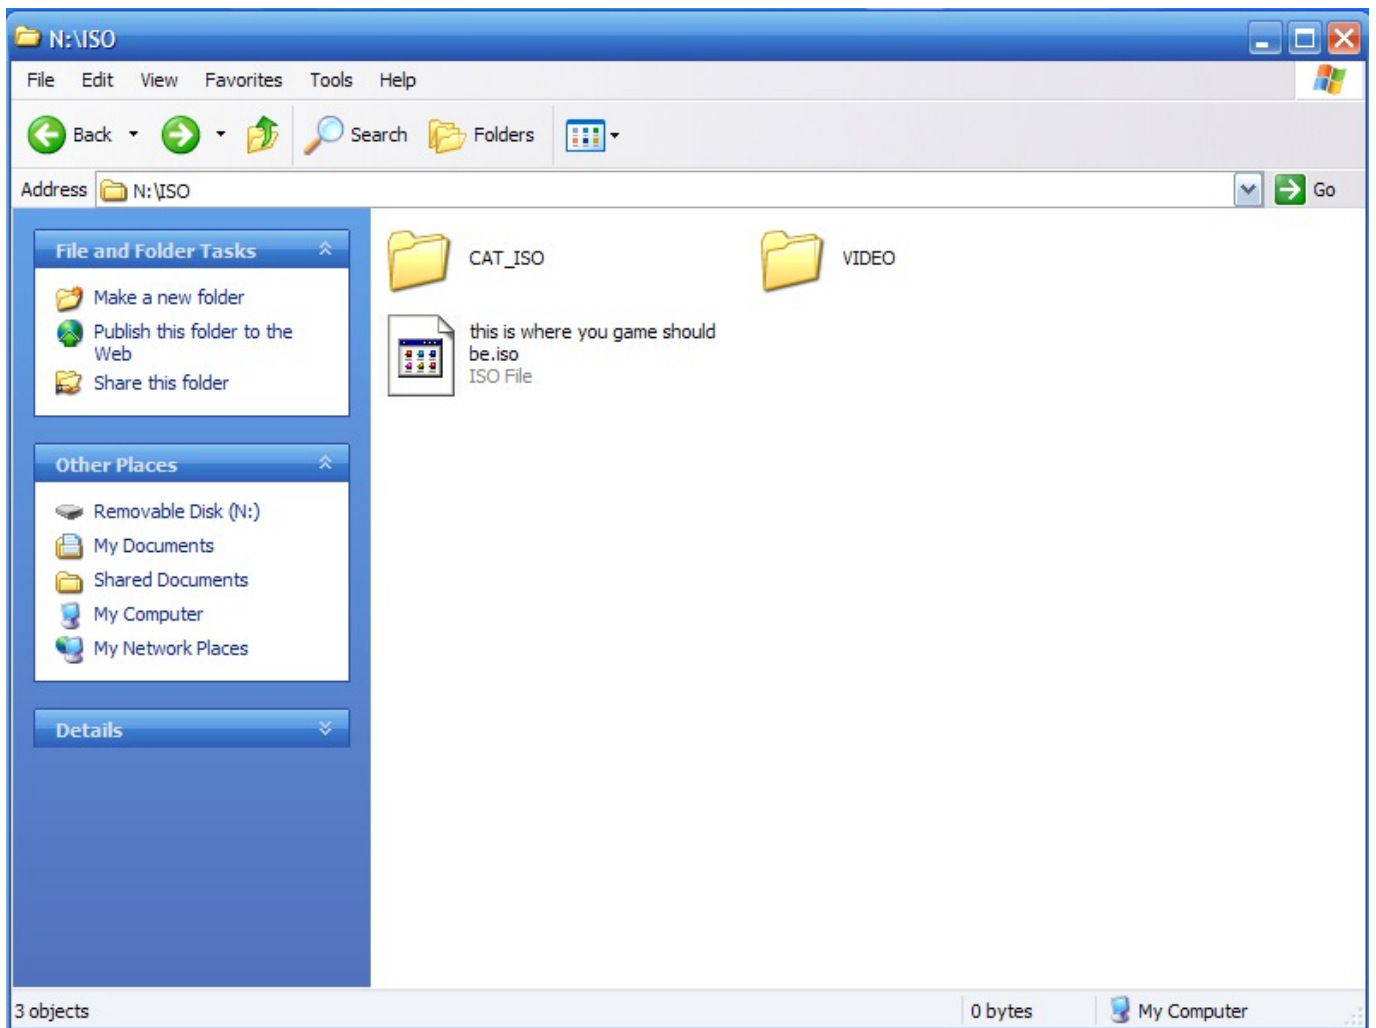 N:\ISO
File Edit View Favorites Tools Help
Back Search Folders
Address N:\ISO Go
File and Folder Tasks
Make a new folder
Publish this folder to the
Web
Share this folder
Other Places
Removable Disk (N:)
My Documents
Shared Documents
My Computer
My Network Places
Details
CAT_ISO VIDEO
this is where you game should
be.iso
ISO File
3 objects 0 bytes My Computer